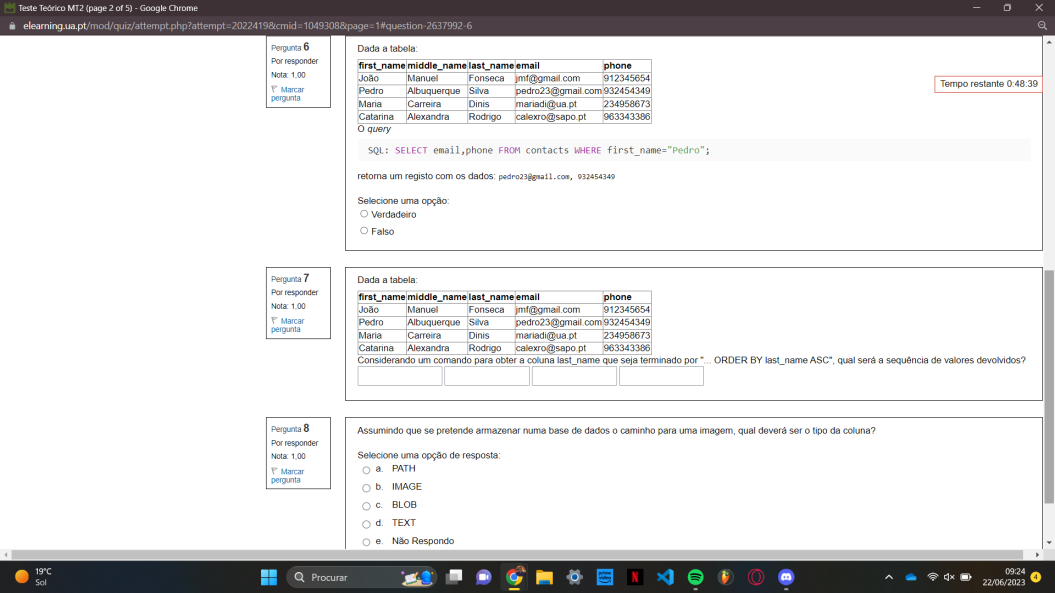 Teste Teórico MT2 (page 2 of 5) - Google Chrome
elearning.ua.pt/mod/quiz/attempt.php?attempt=2022419&cmid=1049308&page=1#question-2637992-6
Pergunta 6
Por responder
Nota: 1,00
Marcar
pergunta
Dada a tabela:
first_name middle_name last_name email phone
João Manuel Fonseca jmf@gmail.com 912345654
Pedro Albuquerque Silva pedro23@gmail.com 932454349
Maria Carreira Dinis mariadi@ua.pt 234958673
Catarina Alexandra Rodrigo calexro@sapo.pt 963343386
O query
SQL: SELECT email,phone FROM contacts WHERE first_name="Pedro";
retorna um registo com os dados: pedro23@gmail.com, 932454349
Selecione uma opção:
Verdadeiro
Falso
Tempo restante 0:48:39
Pergunta 7
Por responder
Nota: 1,00
Marcar
pergunta
Dada a tabela:
first_name middle_name last_name email phone
João Manuel Fonseca jmf@gmail.com 912345654
Pedro Albuquerque Silva pedro23@gmail.com 932454349
Maria Carreira Dinis mariadi@ua.pt 234958673
Catarina Alexandra Rodrigo calexro@sapo.pt 963343386
Considerando um comando para obter a coluna last_name que seja terminado por "... ORDER BY last_name ASC", qual será a sequência de valores devolvidos?
Pergunta 8
Por responder
Nota: 1,00
Marcar
pergunta
Assumindo que se pretende armazenar numa base de dados o caminho para uma imagem, qual deverá ser o tipo da coluna?
Selecione uma opção de resposta:
a. PATH
b. IMAGE
c. BLOB
d. TEXT
e. Não Respondo
19°C
Sol
Procurar
09:24
22/06/2023
4